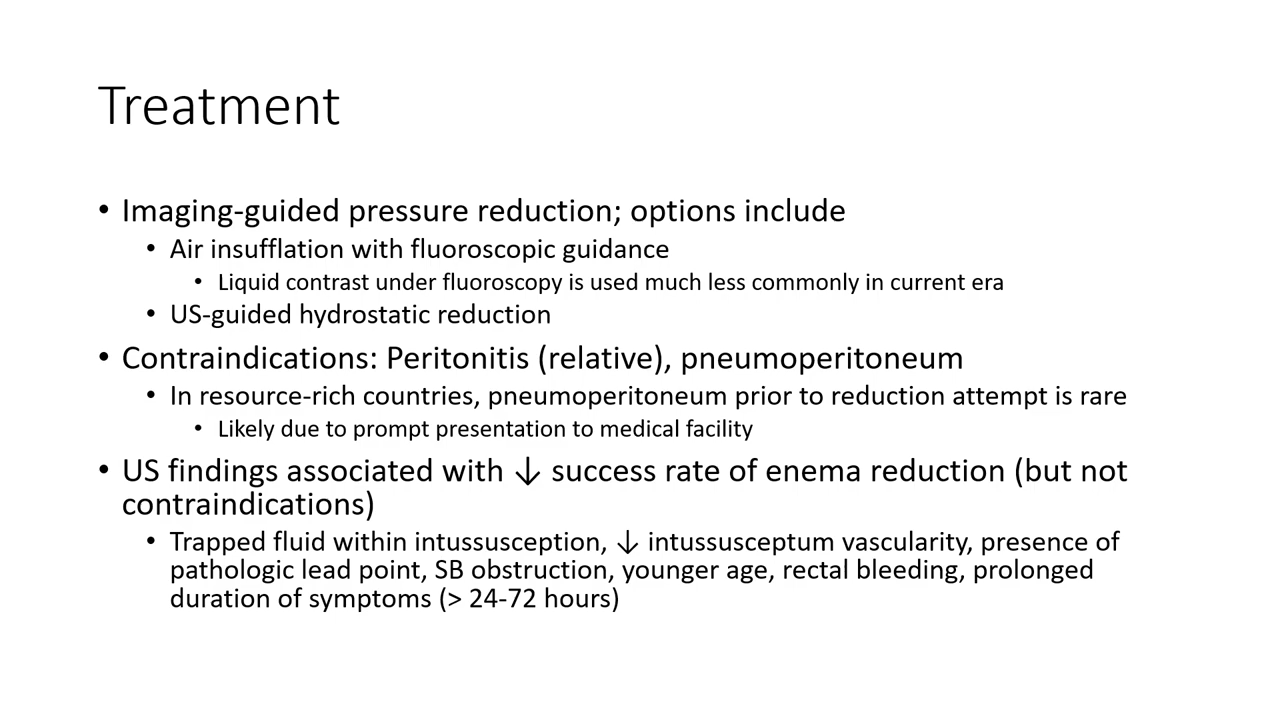 Treatment
• Imaging-guided pressure reduction; options include
• Air insufflation with fluoroscopic guidance
• Liquid contrast under fluoroscopy is used much less commonly in current era
• US-guided hydrostatic reduction
• Contraindications: Peritonitis (relative), pneumoperitoneum
• In resource-rich countries, pneumoperitoneum prior to reduction attempt is rare
• Likely due to prompt presentation to medical facility
• US findings associated with ↓ success rate of enema reduction (but not
contraindications)
• Trapped fluid within intussusception, ↓ intussusceptum vascularity, presence of
pathologic lead point, SB obstruction, younger age, rectal bleeding, prolonged
duration of symptoms (> 24-72 hours)